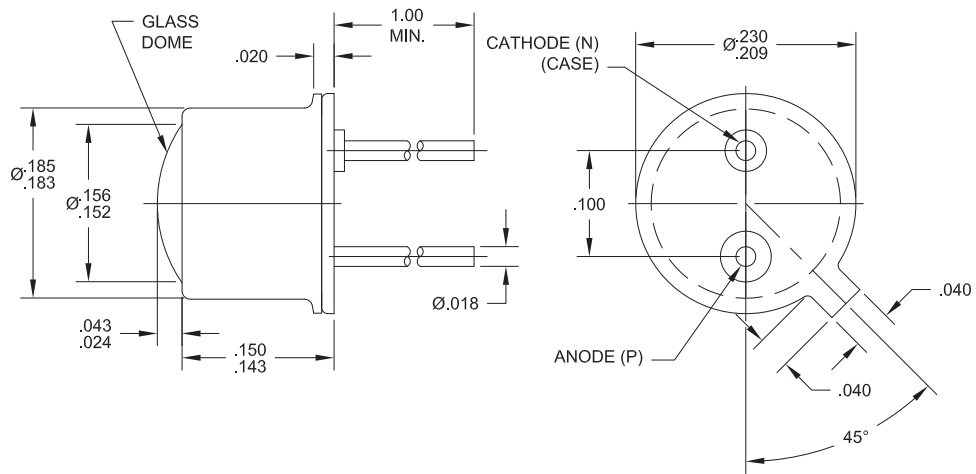 GLASS
DOME
1.00
MIN.
.020
CATHODE (N)
(CASE)
Ø.230
.209
Ø.185
.183
Ø.156
.152
.100
Ø.018
.040
.043
.024
.150
.143
ANODE (P)
.040
45°